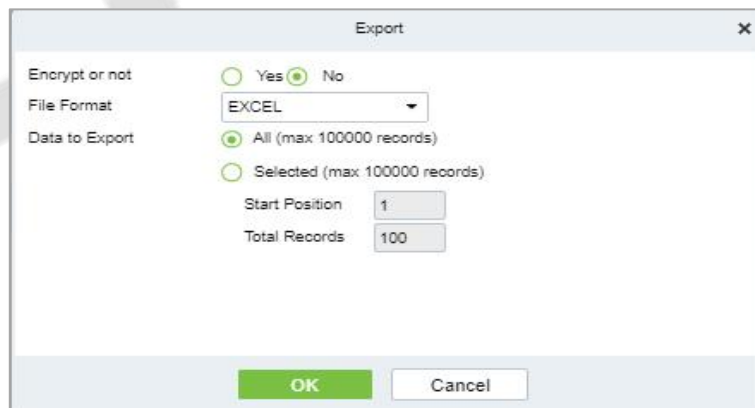 Export
Encrypt or not Yes No
File Format EXCEL
Data to Export All (max 100000 records)
Selected (max 100000 records)
Start Position 1
Total Records 100
OK Cancel